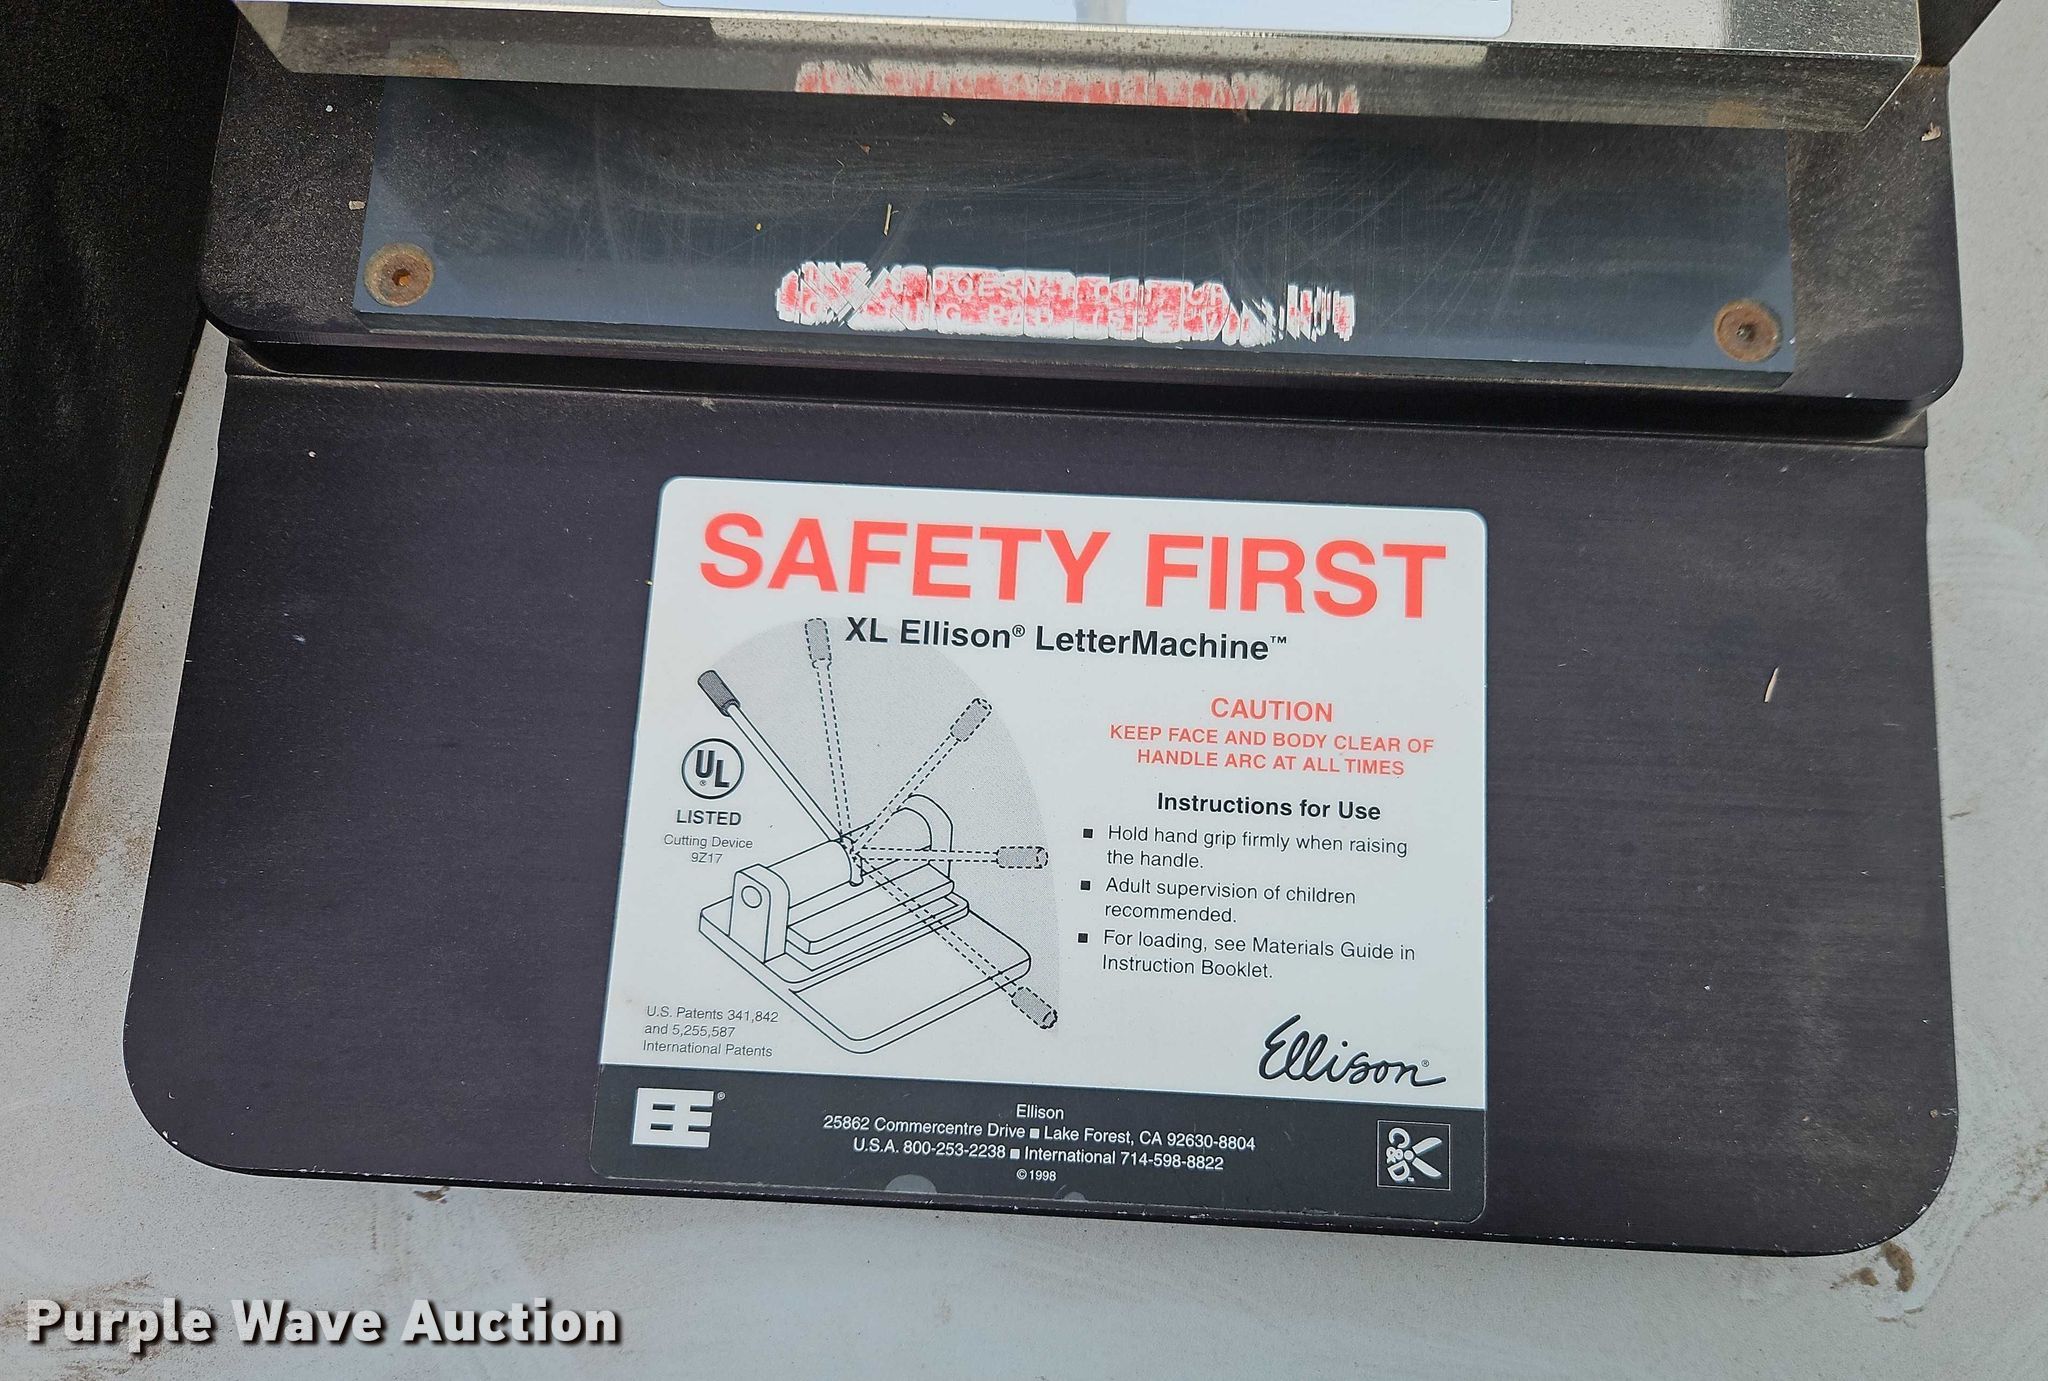 DOESN'T CUT, OR
SAFETY FIRST
XL Ellison® LetterMachine™
CAUTION
KEEP FACE AND BODY CLEAR OF
HANDLE ARC AT ALL TIMES
UL
®
LISTED
Cutting Device
9Z17
Instructions for Use
■ Hold hand grip firmly when raising
the handle.
■ Adult supervision of children
recommended.
■ For loading, see Materials Guide in
Instruction Booklet.
U.S. Patents 341,842
and 5,255,587
International Patents
Ellison®
EE®
Ellison
25862 Commercentre Drive ■ Lake Forest, CA 92630-8804
U.S.A. 800-253-2238 ■ International 714-598-8822
©1998
C&D
Purple Wave Auction